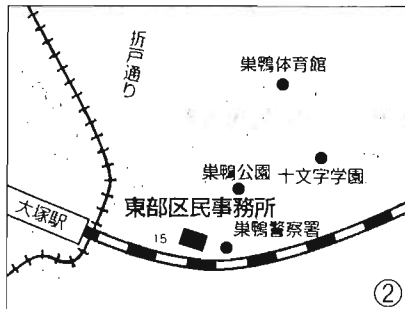 折戸通り
巣鴨体育館
巣鴨公園
十文字学園
大塚駅
東部区民事務所
15
巣鴨警察署
②